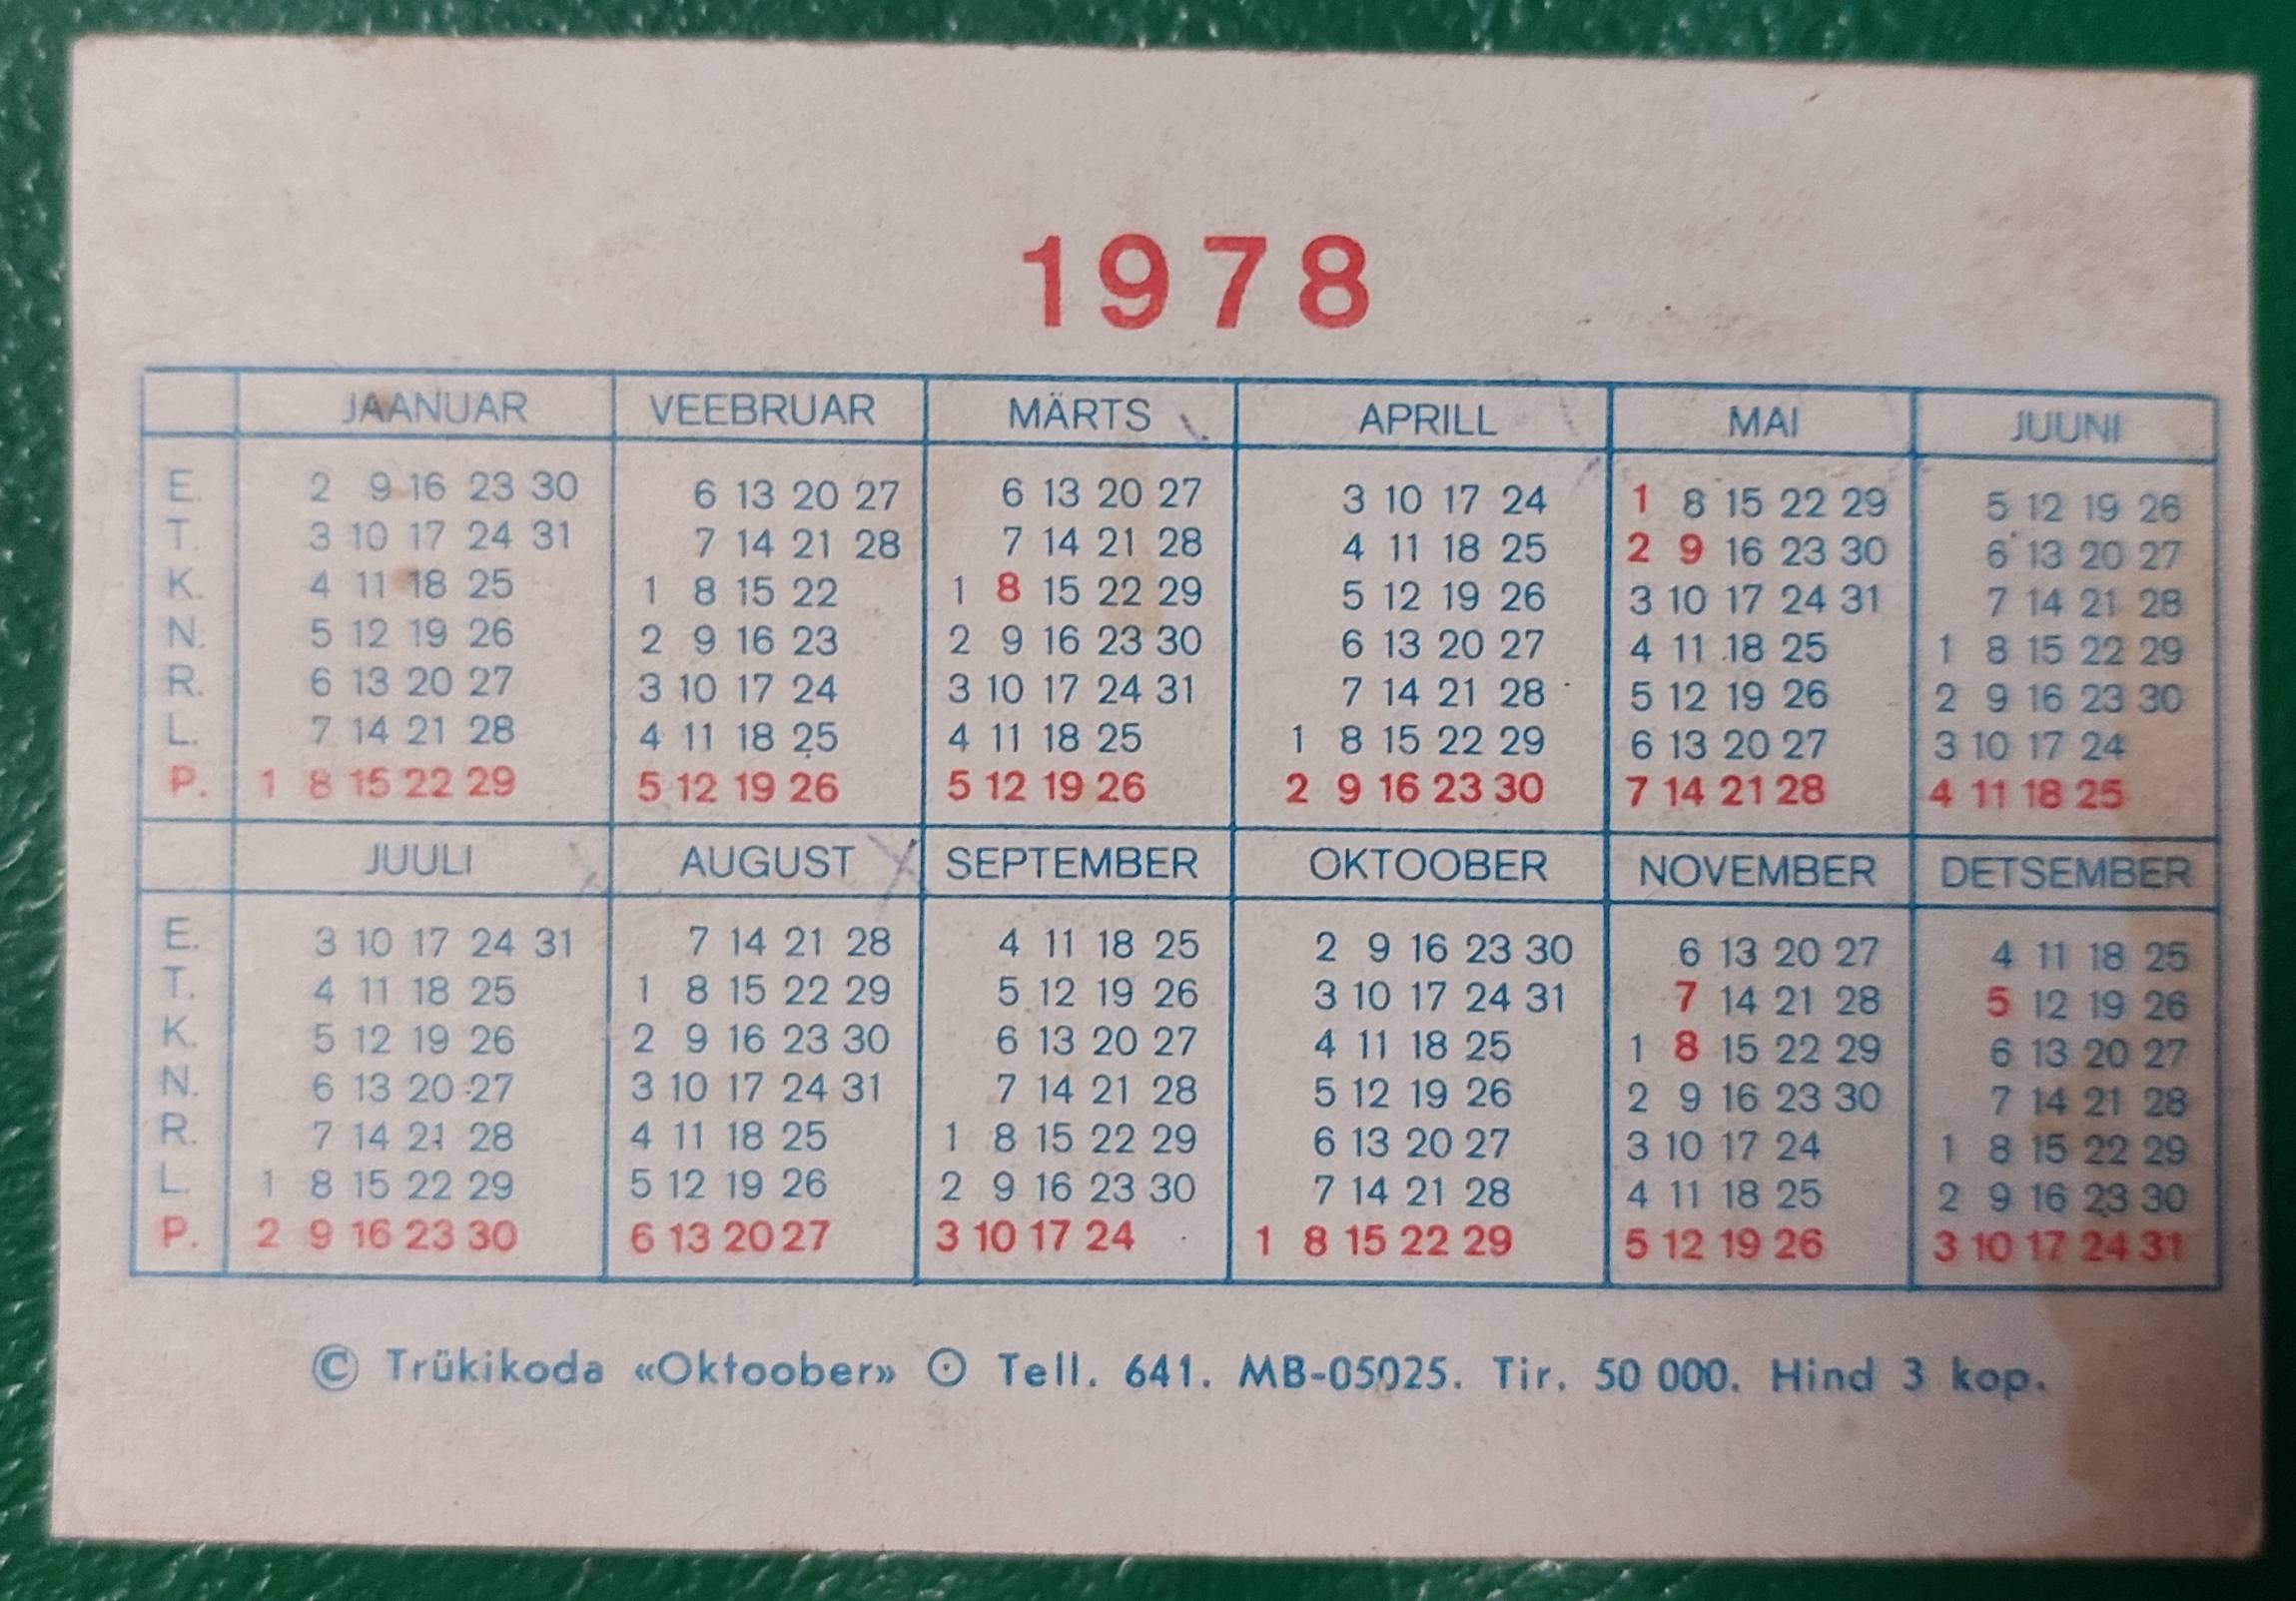 1978
JAANUAR VEEBRUAR MÄRTS APRILL MAI JUUNI
E. 2 9 16 23 30 6 13 20 27 6 13 20 27 3 10 17 24 1 8 15 22 29 5 12 19 26
T. 3 10 17 24 31 7 14 21 28 7 14 21 28 4 11 18 25 2 9 16 23 30 6 13 20 27
K. 4 11 18 25 1 8 15 22 1 8 15 22 29 5 12 19 26 3 10 17 24 31 7 14 21 28
N. 5 12 19 26 2 9 16 23 2 9 16 23 30 6 13 20 27 4 11 18 25 1 8 15 22 29
R. 6 13 20 27 3 10 17 24 3 10 17 24 31 7 14 21 28 5 12 19 26 2 9 16 23 30
L. 7 14 21 28 4 11 18 25 4 11 18 25 1 8 15 22 29 6 13 20 27 3 10 17 24
P. 1 8 15 22 29 5 12 19 26 5 12 19 26 2 9 16 23 30 7 14 21 28 4 11 18 25
JUULI AUGUST SEPTEMBER OKTOOBER NOVEMBER DETSEMBER
E. 3 10 17 24 31 7 14 21 28 4 11 18 25 2 9 16 23 30 6 13 20 27 4 11 18 25
T. 4 11 18 25 1 8 15 22 29 5 12 19 26 3 10 17 24 31 7 14 21 28 5 12 19 26
K. 5 12 19 26 2 9 16 23 30 6 13 20 27 4 11 18 25 1 8 15 22 29 6 13 20 27
N. 6 13 20 27 3 10 17 24 31 7 14 21 28 5 12 19 26 2 9 16 23 30 7 14 21 28
R. 7 14 21 28 4 11 18 25 1 8 15 22 29 6 13 20 27 3 10 17 24 1 8 15 22 29
L. 1 8 15 22 29 5 12 19 26 2 9 16 23 30 7 14 21 28 4 11 18 25 2 9 16 23 30
P. 2 9 16 23 30 6 13 20 27 3 10 17 24 1 8 15 22 29 5 12 19 26 3 10 17 24 31
© Trükikoda «Oktoober» ⊙ Tell. 641. MB-05025. Tir. 50 000. Hind 3 kop.